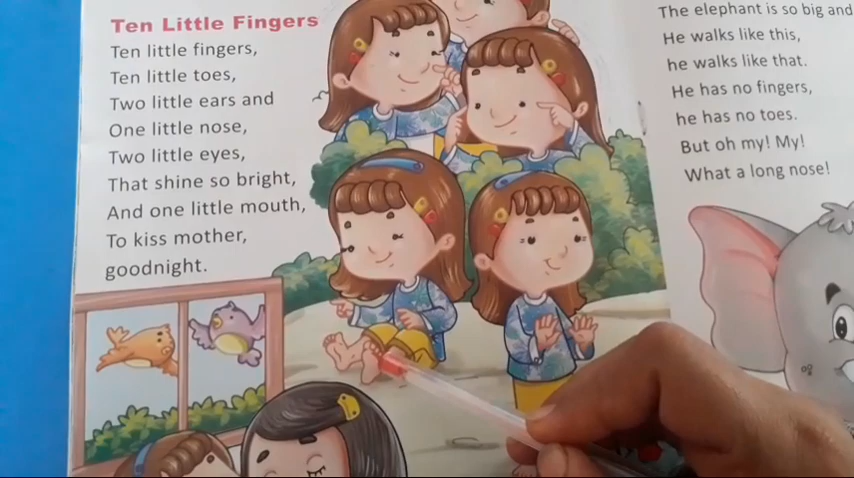 Ten Little Fingers
Ten little fingers,
Ten little toes,
Two little ears and
One little nose,
Two little eyes,
That shine so bright,
And one little mouth,
To kiss mother,
goodnight.
The elephant is so big and
He walks like this,
he walks like that.
He has no fingers,
he has no toes.
But oh my! My!
What a long nose!